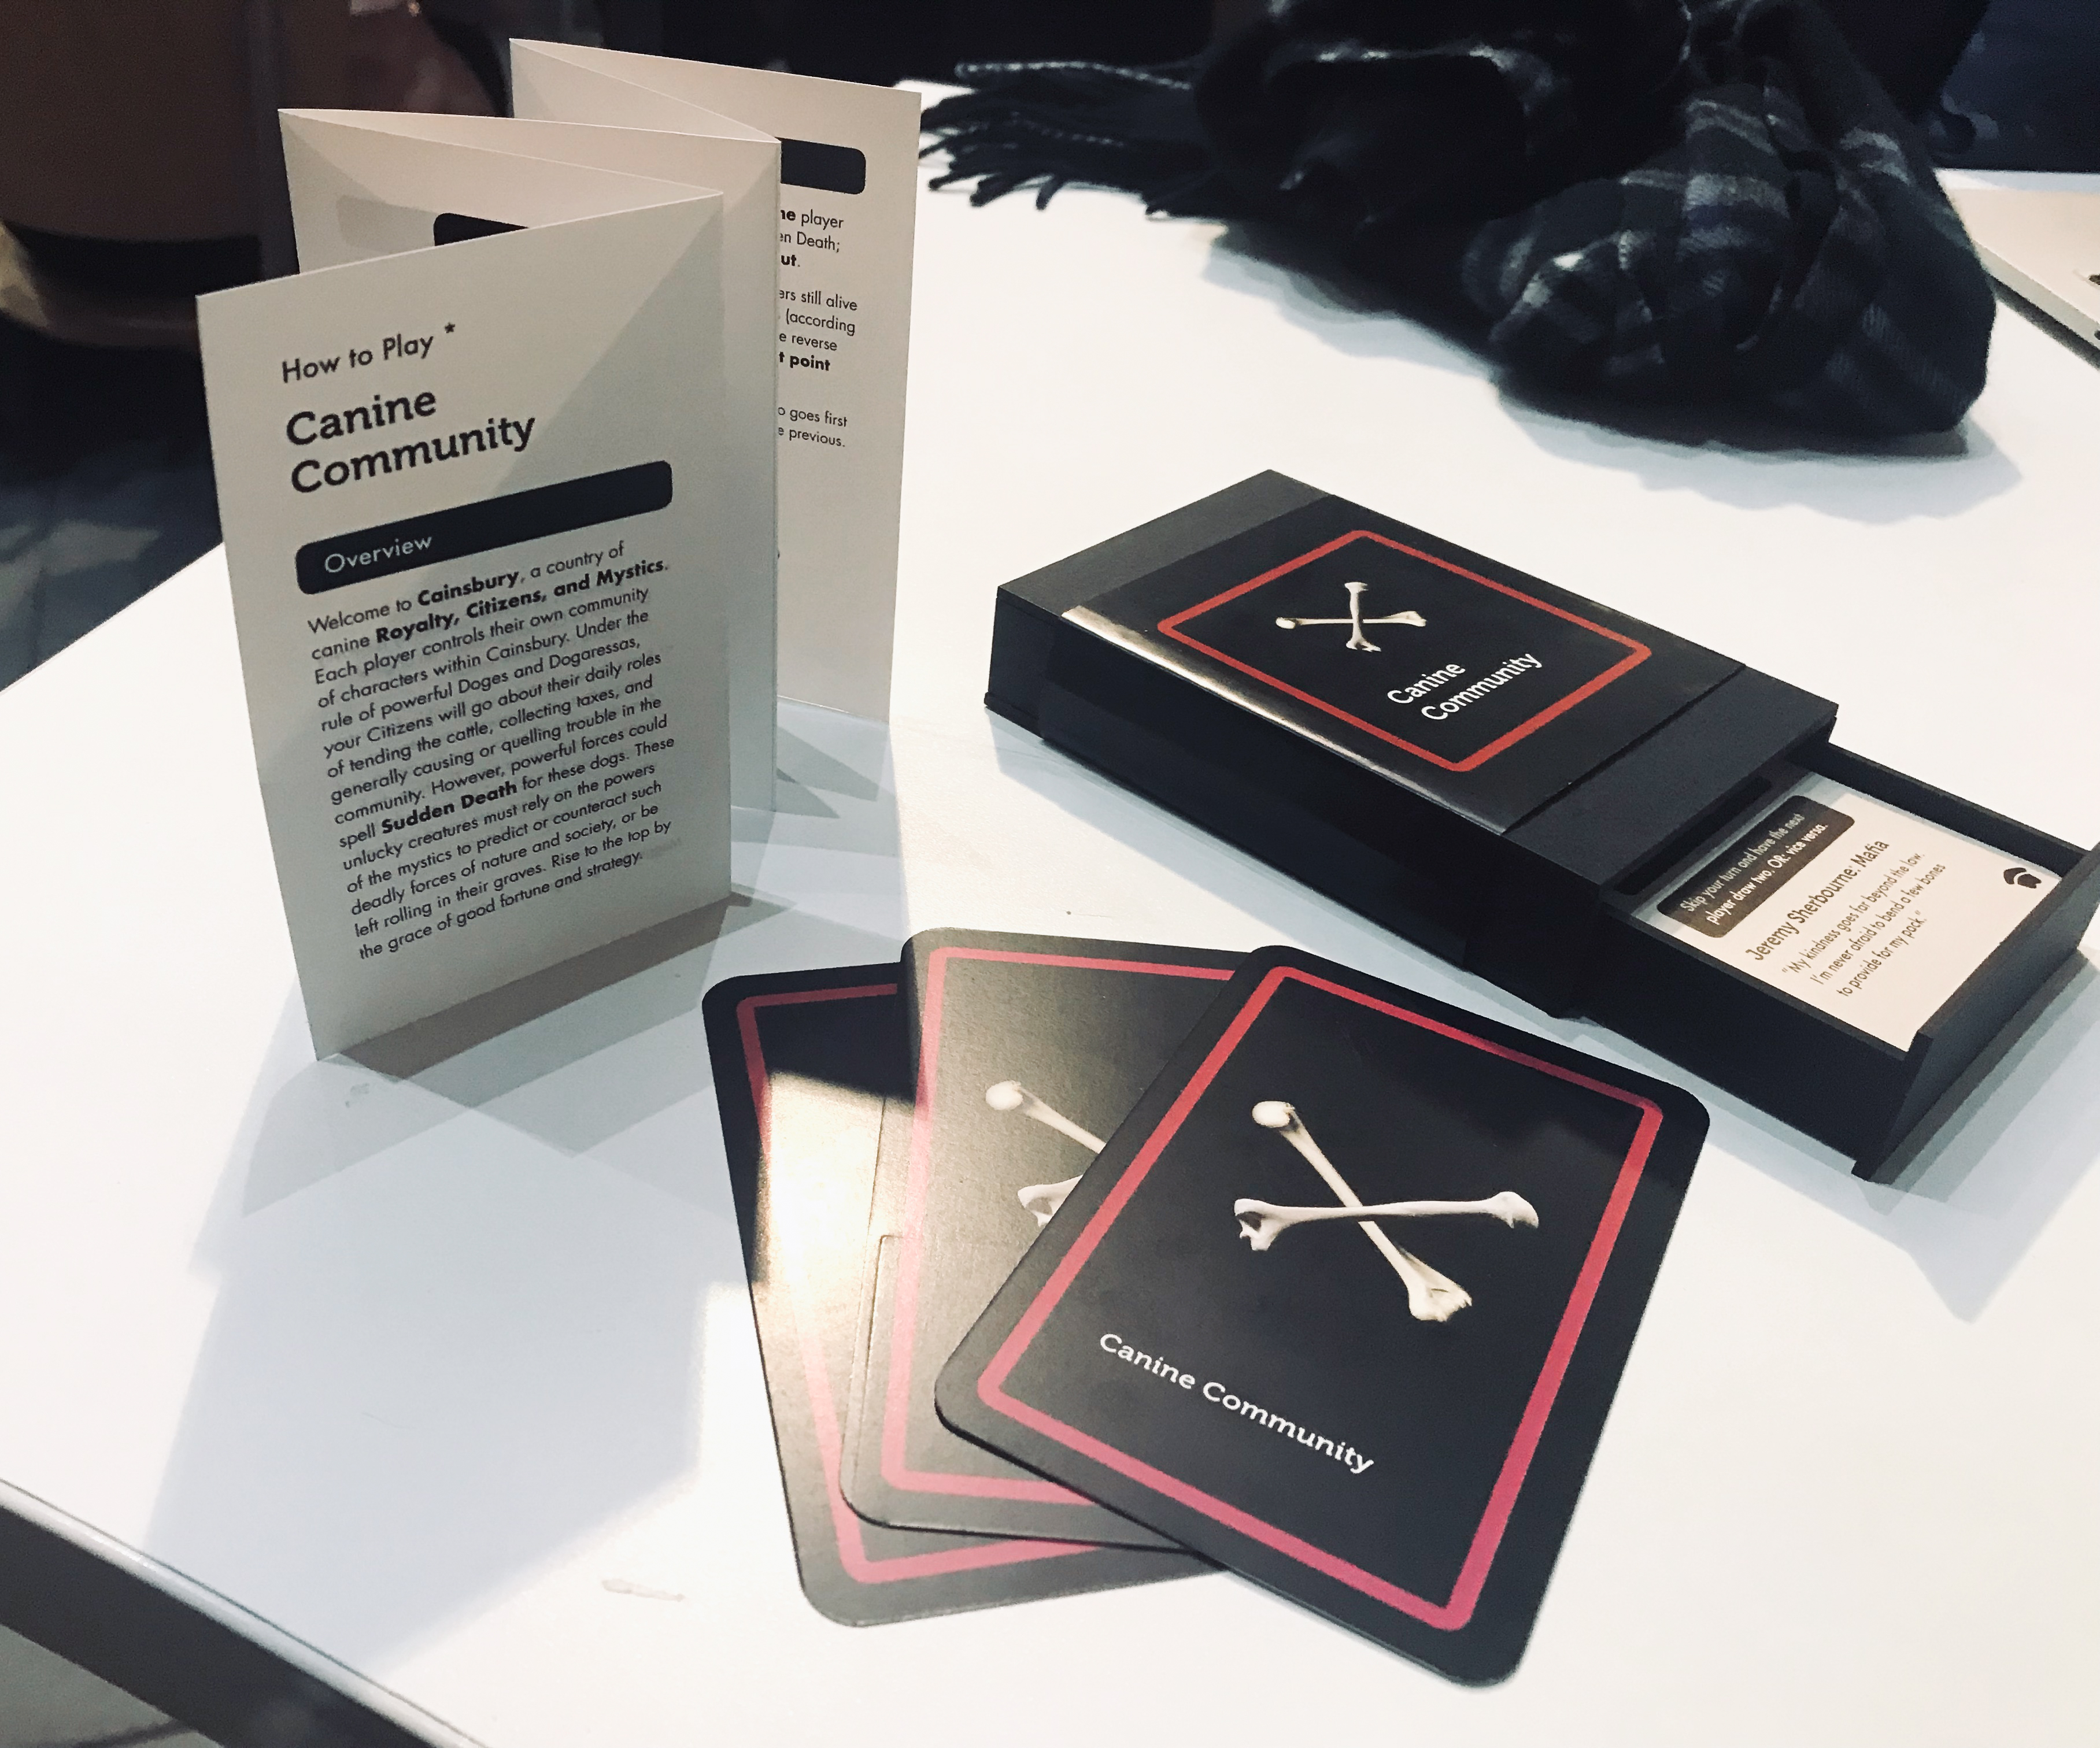 How to Play *
Canine
Community
Overview
Welcome to Cainsbury, a country of
canine Royalty, Citizens, and Mystics.
Each player controls their own community
of characters within Cainsbury. Under the
rule of powerful Doges and Dogaressas,
your Citizens will go about their daily roles
of tending the cattle, collecting taxes, and
generally causing or quelling trouble in the
community. However, powerful forces could
spell Sudden Death for these dogs. These
unlucky creatures must rely on the powers
of the mystics to predict or counteract such
deadly forces of nature and society, or be
left rolling in their graves. Rise to the top by
the grace of good fortune and strategy.
player
Death;
still alive
(according
reverse
point
goes first
previous.
Canine
Community
Skip your turn and have the next
player draw two. OR: vice versa.
Jeremy Sherbourne: Mafia
"My kindness goes far beyond the law.
I'm never afraid to bend a few bones
to provide for my pack."
Canine Community